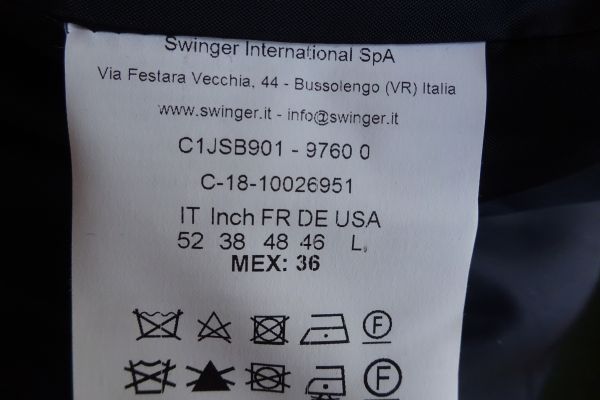 Swinger International SpA
Via Festara Vecchia, 44 - Bussolengo (VR) Italia
www.swinger.it - info@swinger.it
C1JSB901 - 9760 0
C-18-10026951
IT Inch FR DE USA
52 38 48 46 L
MEX: 36
F
F